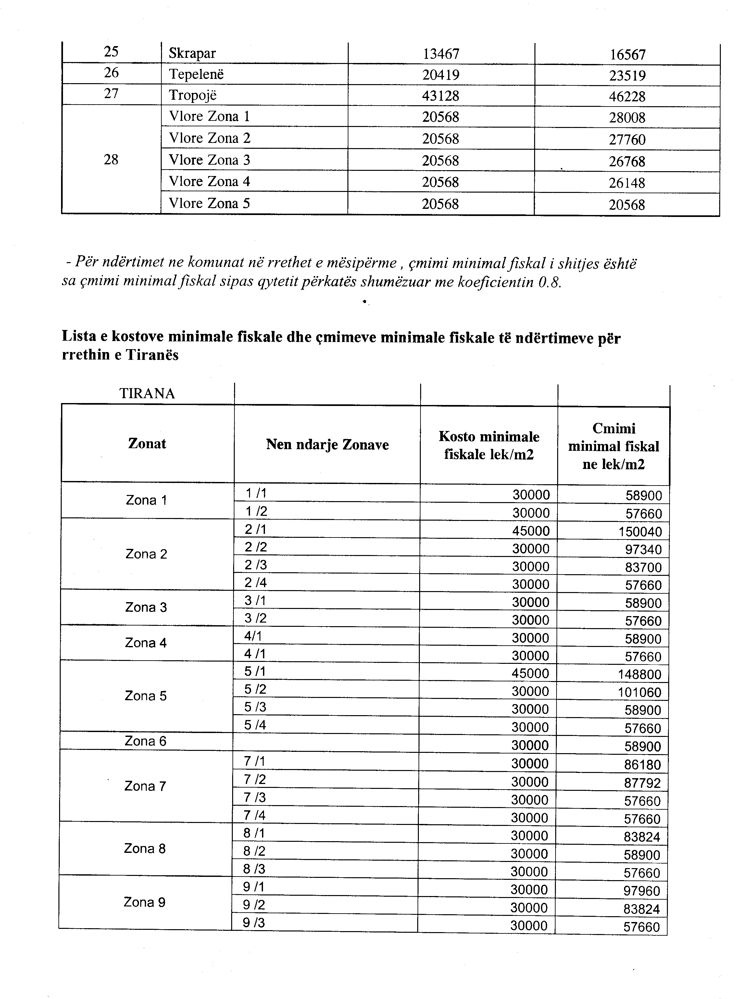 25 Skrapar 13467 16567
26 Tepelenë 20419 23519
27 Tropojë 43128 46228
28 Vlore Zona 1 20568 28008
Vlore Zona 2 20568 27760
Vlore Zona 3 20568 26768
Vlore Zona 4 20568 26148
Vlore Zona 5 20568 20568
- Për ndërtimet ne komunat në rrethet e mësipërme , çmimi minimal fiskal i shitjes është
sa çmimi minimal fiskal sipas qytetit përkatës shumëzuar me koeficientin 0.8.
Lista e kostove minimale fiskale dhe çmimeve minimale fiskale të ndërtimeve për
rrethin e Tiranës
TIRANA
Zonat Nen ndarje Zonave Kosto minimale fiskale lek/m2 Cmimi minimal fiskal ne lek/m2
Zona 1 1 /1 30000 58900
1 /2 30000 57660
Zona 2 2 /1 45000 150040
2 /2 30000 97340
2 /3 30000 83700
2 /4 30000 57660
Zona 3 3 /1 30000 58900
3 /2 30000 57660
Zona 4 4/1 30000 58900
4 /1 30000 57660
Zona 5 5 /1 45000 148800
5 /2 30000 101060
5 /3 30000 58900
5 /4 30000 57660
Zona 6 30000 58900
Zona 7 7 /1 30000 86180
7 /2 30000 87792
7 /3 30000 57660
7 /4 30000 57660
Zona 8 8 /1 30000 83824
8 /2 30000 58900
8 /3 30000 57660
Zona 9 9 /1 30000 97960
9 /2 30000 83824
9 /3 30000 57660